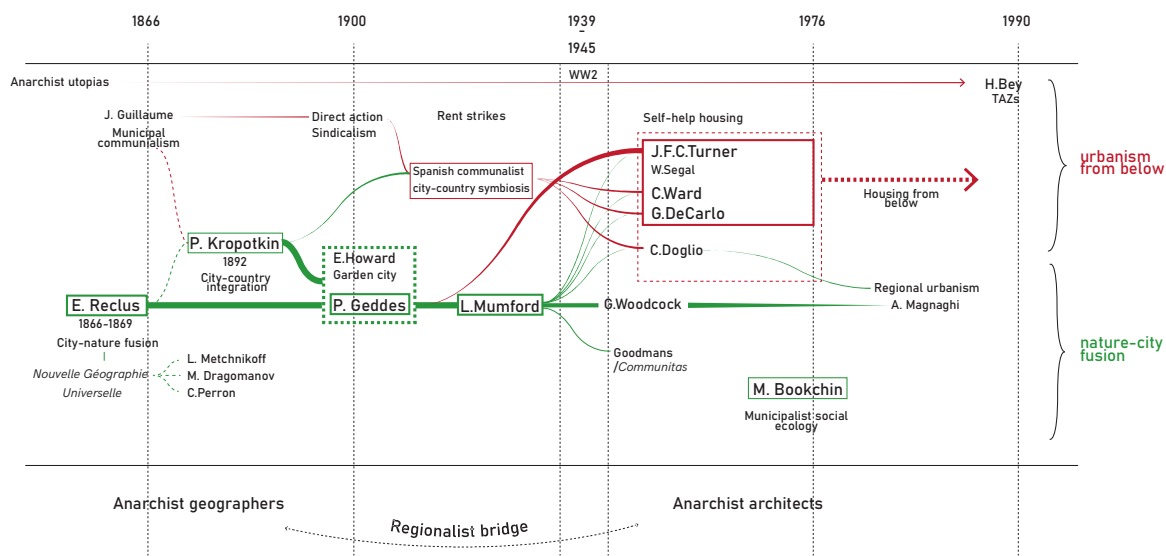 1866
1900
1939
-
1945
1976
1990
WW2
Anarchist utopias
H.Bey
TAZs
J. Guillaume
Municipal
communalism
Direct action
Sindicalism
Rent strikes
Self-help housing
Spanish communalist
city-country symbiosis
J.F.C.Turner
W.Segal
C.Ward
G.DeCarlo
C.Doglio
Housing from
below
urbanism
from below
P. Kropotkin
1892
City-country
integration
E.Howard
Garden city
P. Geddes
E. Reclus
1866-1869
City-nature fusion
Nouvelle Géographie
Universelle
L. Metchnikoff
M. Dragomanov
C.Perron
L.Mumford
G.Woodcock
Regional urbanism
A. Magnaghi
Goodmans
/Communitas
M. Bookchin
Municipalist social
ecology
nature-city
fusion
Anarchist geographers
Regionalist bridge
Anarchist architects